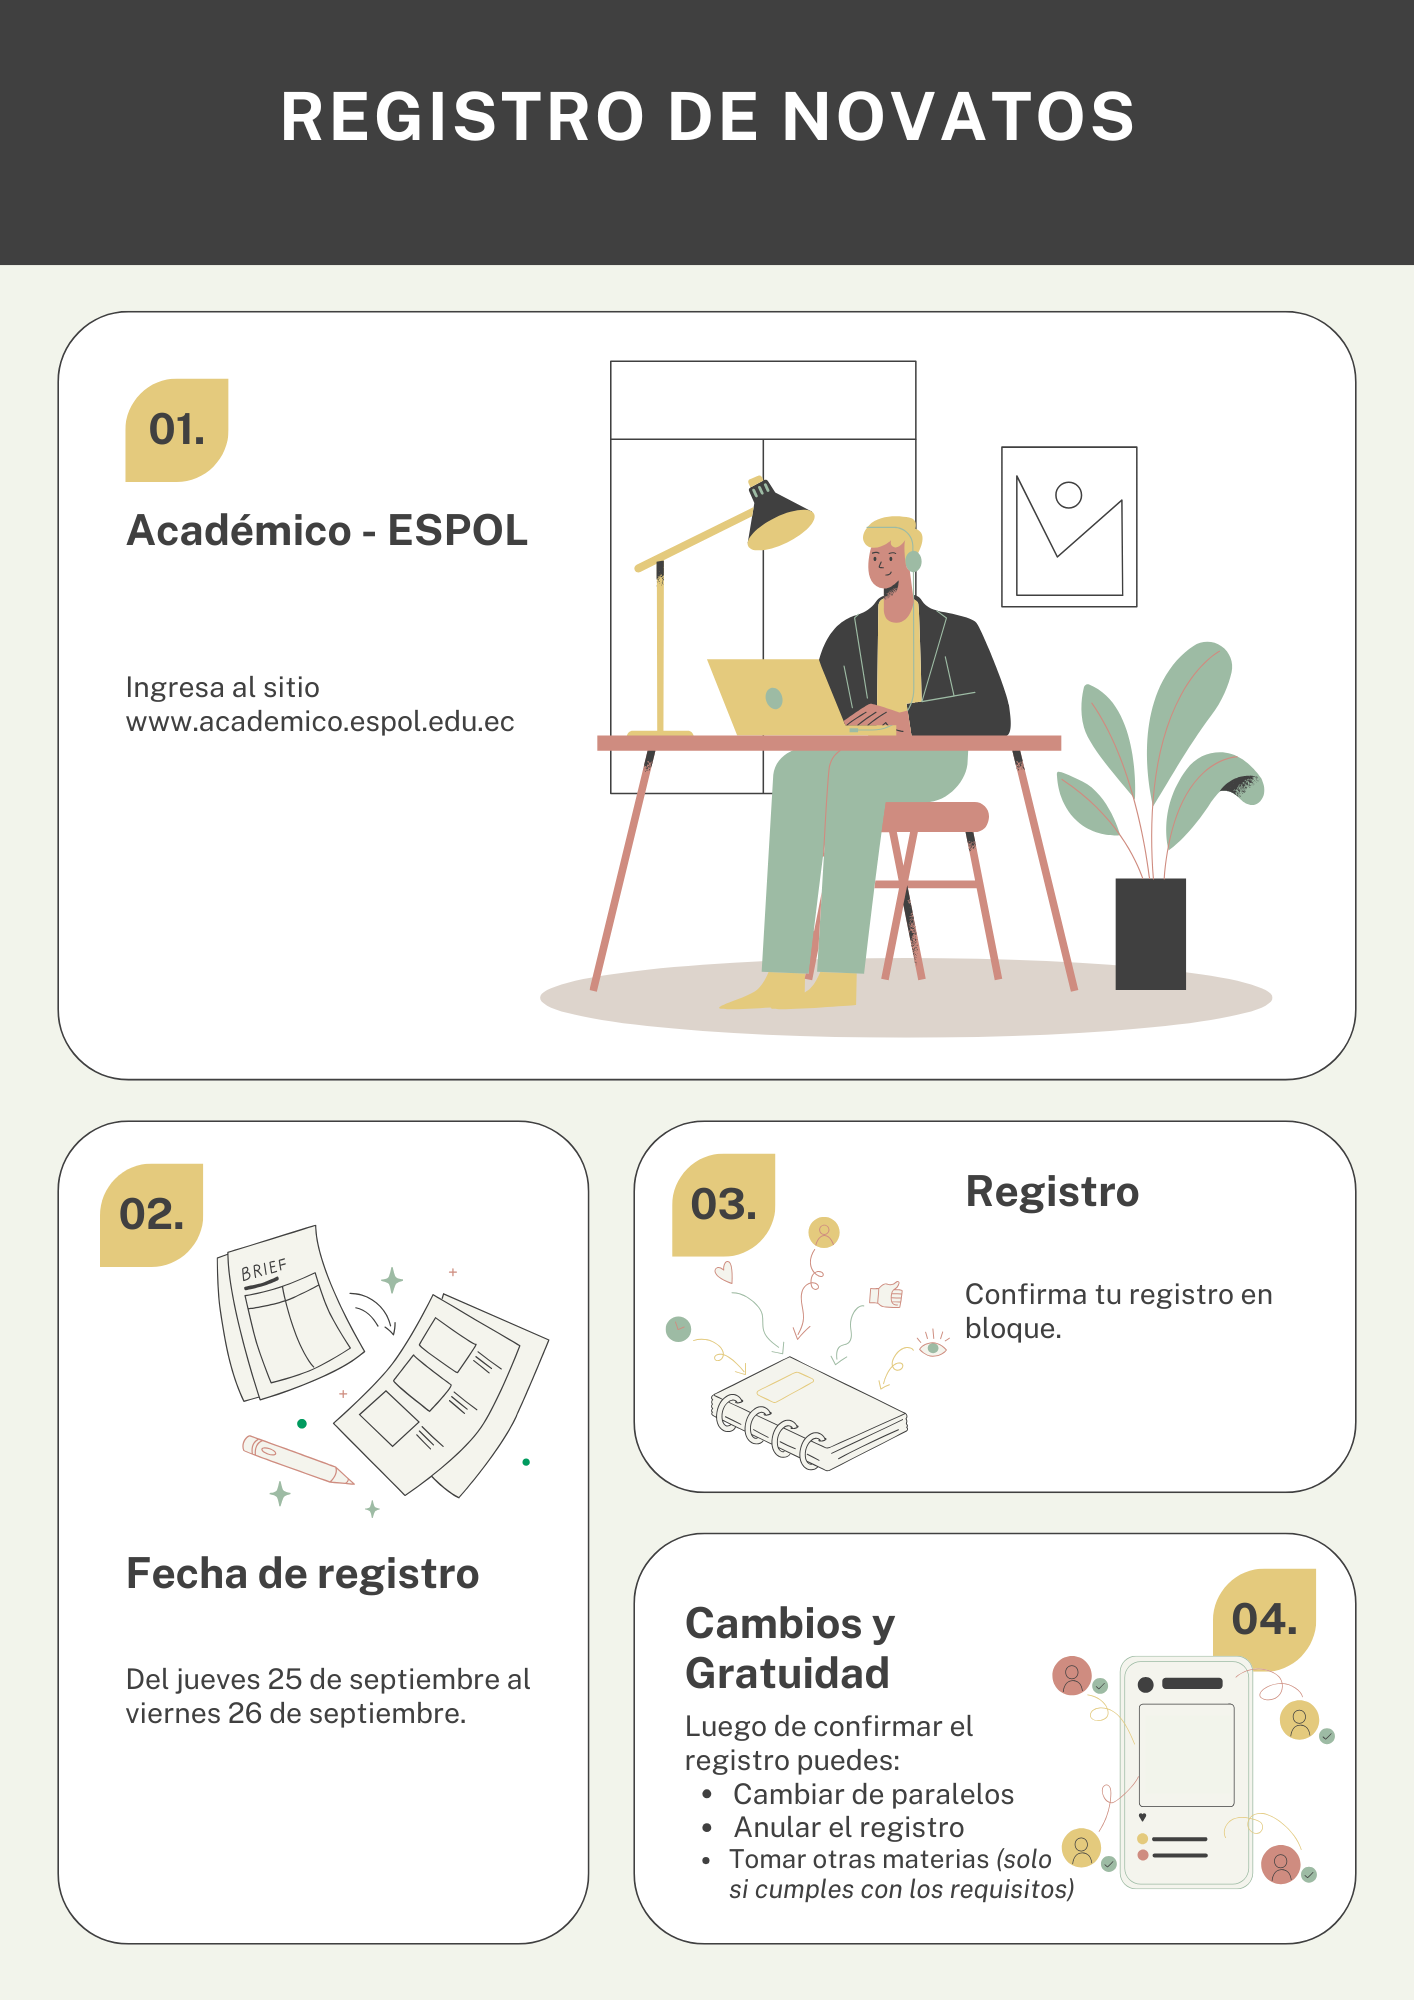 REGISTRO DE NOVATOS
01.
Académico - ESPOL
Ingresa al sitio
www.academico.espol.edu.ec
02.
BRIEF
Fecha de registro
Del jueves 25 de septiembre al
viernes 26 de septiembre.
03.
Registro
Confirma tu registro en
bloque.
04.
Cambios y
Gratuidad
Luego de confirmar el
registro puedes:
• Cambiar de paralelos
• Anular el registro
• Tomar otras materias (solo
si cumples con los requisitos)